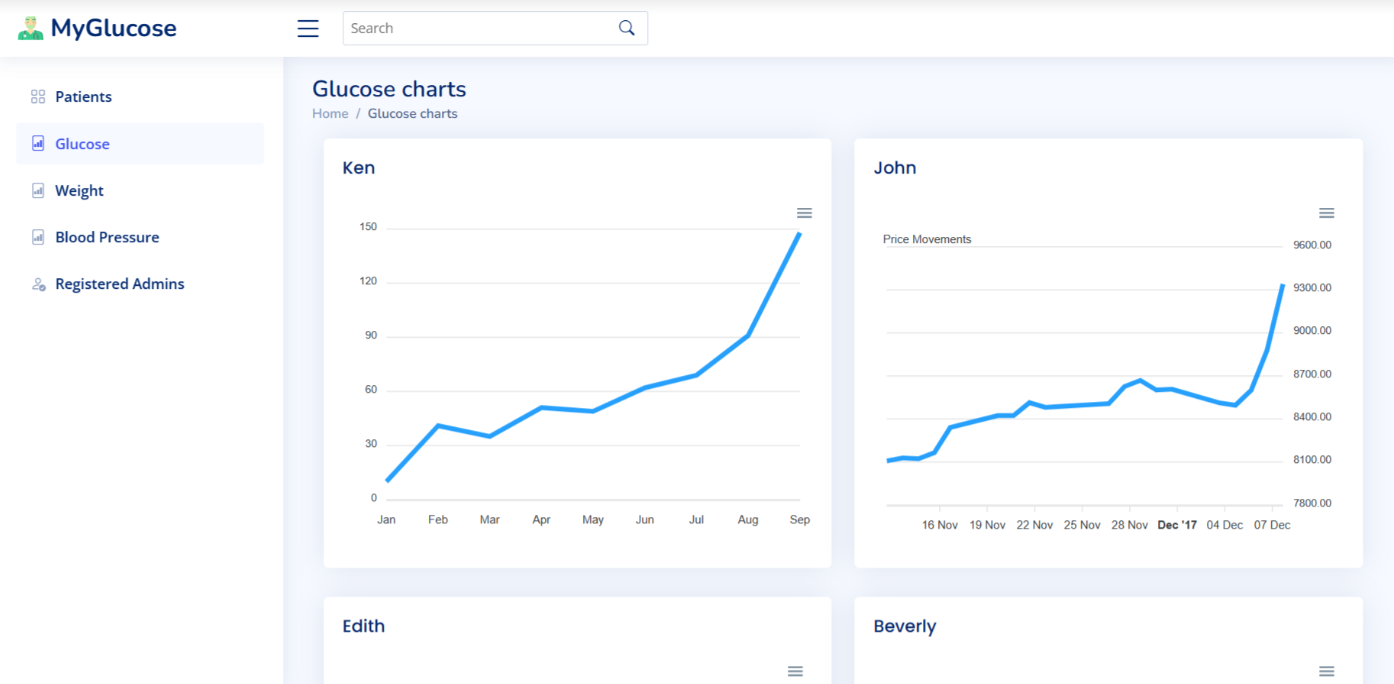 MyGlucose
Search
Patients
Glucose
Weight
Blood Pressure
Registered Admins
Glucose charts
Home / Glucose charts
Ken
150
120
90
60
30
0
Jan Feb Mar Apr May Jun Jul Aug Sep
John
Price Movements
9600.00
9300.00
9000.00
8700.00
8400.00
8100.00
7800.00
16 Nov 19 Nov 22 Nov 25 Nov 28 Nov Dec '17 04 Dec 07 Dec
Edith
Beverly